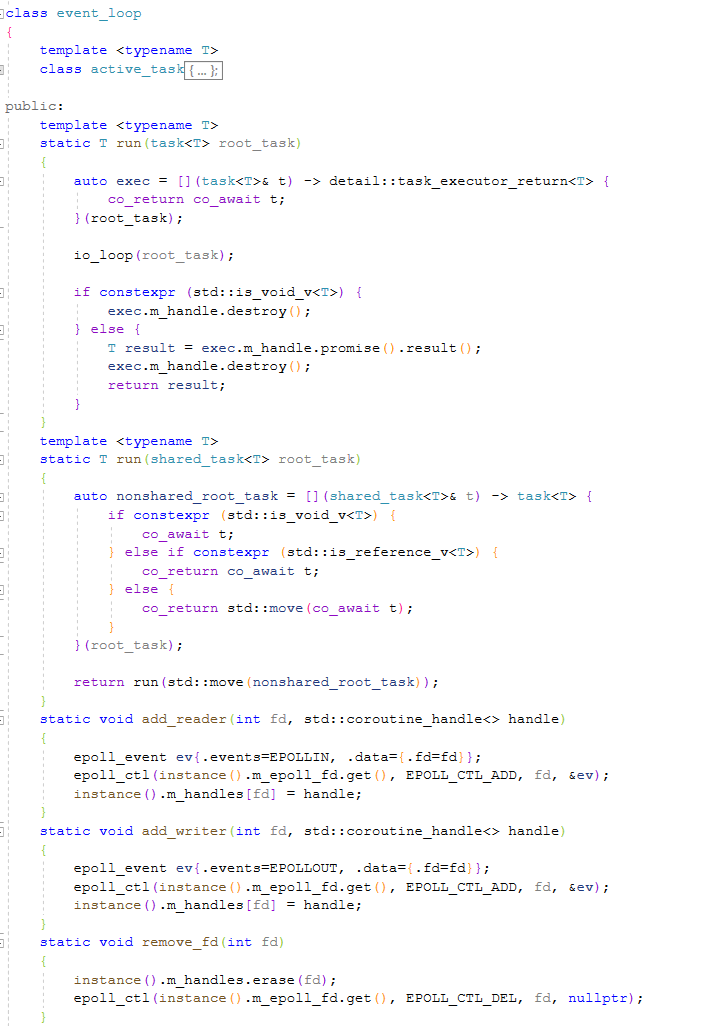 class event_loop
{
    template <typename T>
    class active_task{ ... };

public:
    template <typename T>
    static T run(task<T> root_task)
    {
        auto exec = [](task<T>& t) -> detail::task_executor_return<T> {
            co_return co_await t;
        }(root_task);

        io_loop(root_task);

        if constexpr (std::is_void_v<T>) {
            exec.m_handle.destroy();
        } else {
            T result = exec.m_handle.promise().result();
            exec.m_handle.destroy();
            return result;
        }
    }
    template <typename T>
    static T run(shared_task<T> root_task)
    {
        auto nonshared_root_task = [](shared_task<T>& t) -> task<T> {
            if constexpr (std::is_void_v<T>) {
                co_await t;
            } else if constexpr (std::is_reference_v<T>) {
                co_return co_await t;
            } else {
                co_return std::move(co_await t);
            }
        }(root_task);

        return run(std::move(nonshared_root_task));
    }
    static void add_reader(int fd, std::coroutine_handle<> handle)
    {
        epoll_event ev{.events=EPOLLIN, .data={.fd=fd}};
        epoll_ctl(instance().m_epoll_fd.get(), EPOLL_CTL_ADD, fd, &ev);
        instance().m_handles[fd] = handle;
    }
    static void add_writer(int fd, std::coroutine_handle<> handle)
    {
        epoll_event ev{.events=EPOLLOUT, .data={.fd=fd}};
        epoll_ctl(instance().m_epoll_fd.get(), EPOLL_CTL_ADD, fd, &ev);
        instance().m_handles[fd] = handle;
    }
    static void remove_fd(int fd)
    {
        instance().m_handles.erase(fd);
        epoll_ctl(instance().m_epoll_fd.get(), EPOLL_CTL_DEL, fd, nullptr);
    }